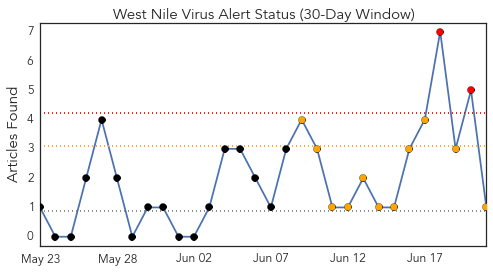 West Nile Virus Alert Status (30-Day Window)
Articles Found
7
6
5
4
3
2
1
0
May 23
May 28
Jun 02
Jun 07
Jun 12
Jun 17